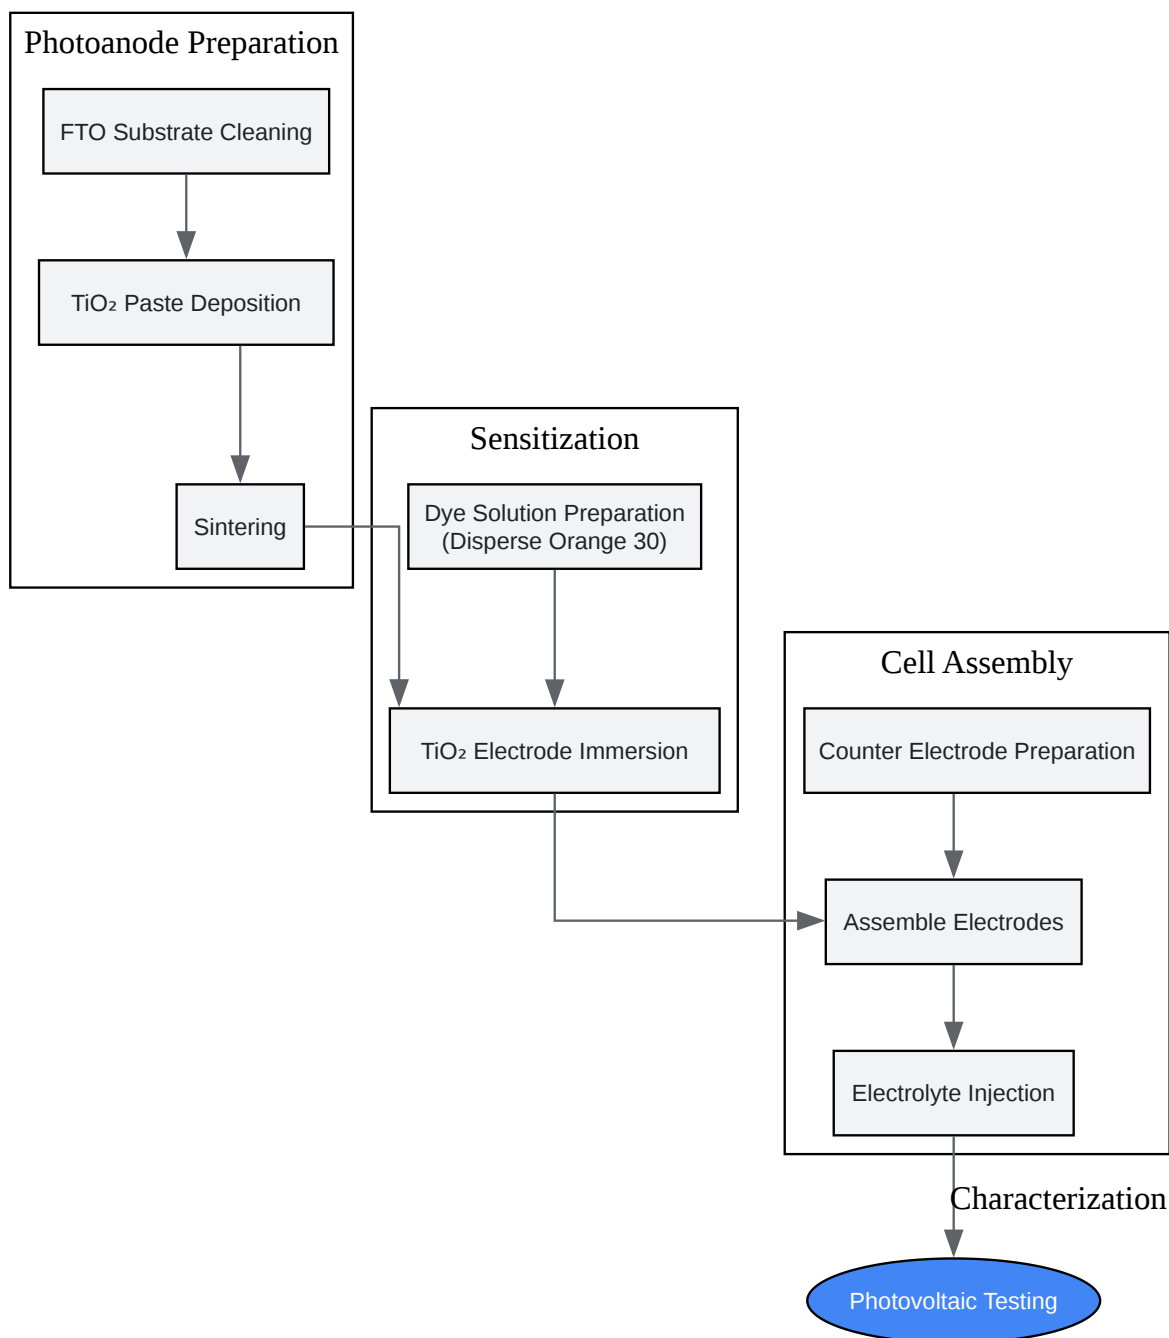 Photoanode Preparation
FTO Substrate Cleaning
TiO₂ Paste Deposition
Sintering
Sensitization
Dye Solution Preparation
(Disperse Orange 30)
TiO₂ Electrode Immersion
Cell Assembly
Counter Electrode Preparation
Assemble Electrodes
Electrolyte Injection
Characterization
Photovoltaic Testing